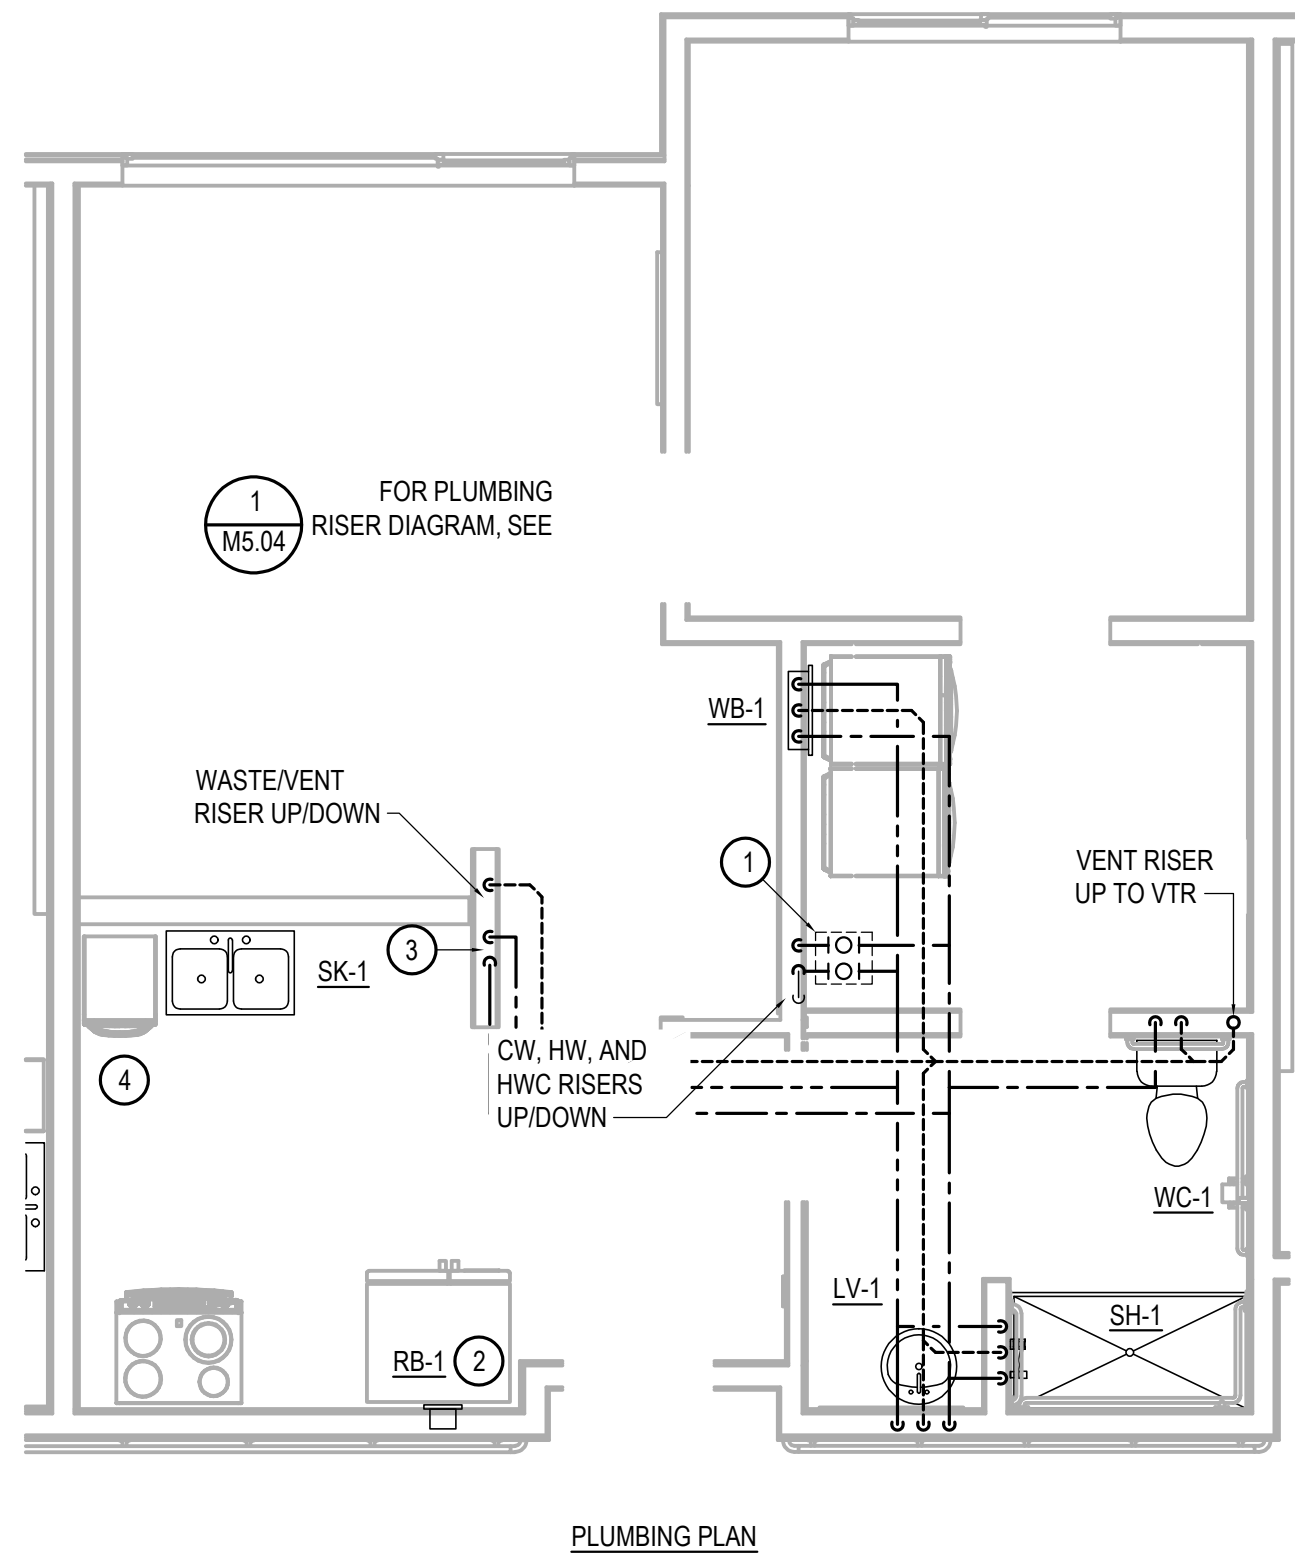 1
M5.04
FOR PLUMBING
RISER DIAGRAM, SEE
WB-1
WASTE/VENT
RISER UP/DOWN
1
VENT RISER
UP TO VTR
3
SK-1
CW, HW, AND
HWC RISERS
UP/DOWN
4
WC-1
LV-1
SH-1
RB-1
2
PLUMBING PLAN